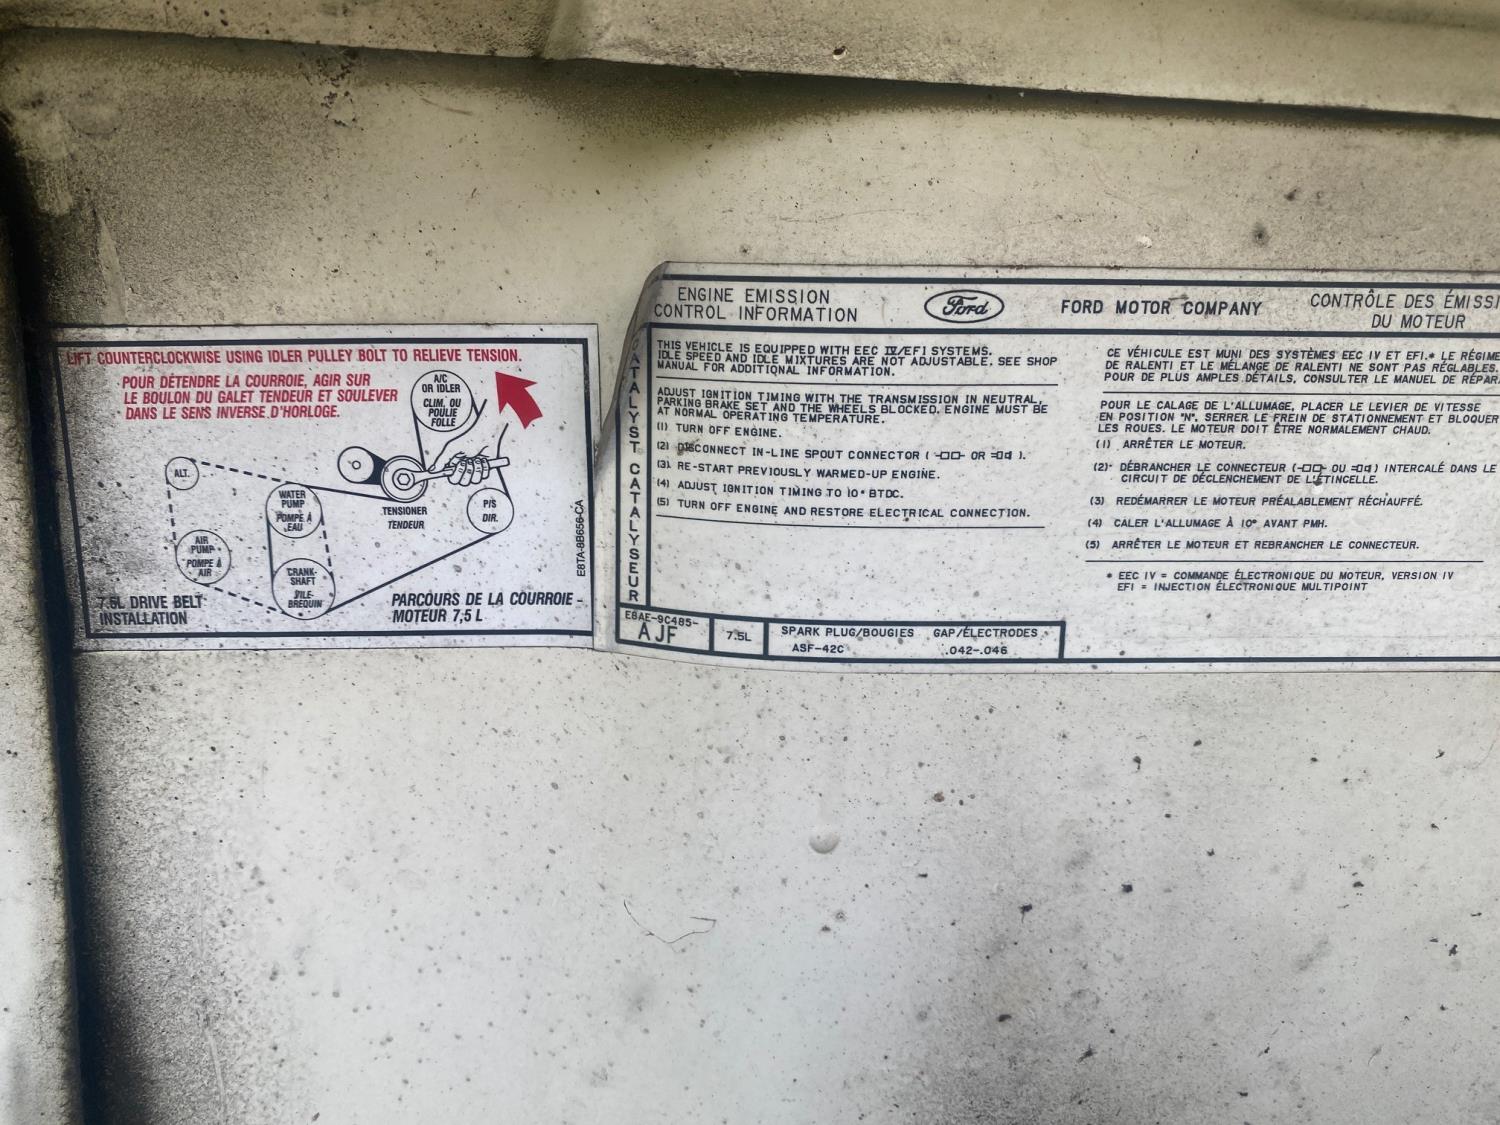 LIFT COUNTERCLOCKWISE USING IDLER PULLEY BOLT TO RELIEVE TENSION.
POUR DÉTENDRE LA COURROIE, AGIR SUR
LE BOULON DU GALET TENDEUR ET SOULEVER
DANS LE SENS INVERSE D'HORLOGE.
A/C
OR IDLER
CLIM. OU
POULIE
FOLLE
ALT.
WATER
PUMP
POMPE À
EAU
TENSIONER
TENDEUR
P/S
DIR.
AIR
PUMP
POMPE À
AIR
CRANK-
SHAFT
VILE-
BREQUIN
7.5L DRIVE BELT
INSTALLATION
PARCOURS DE LA COURROIE -
MOTEUR 7,5 L
E8TA-8B656-CA
ENGINE EMISSION
CONTROL INFORMATION
Ford
FORD MOTOR COMPANY
CONTRÔLE DES ÉMISSI
DU MOTEUR
CATALYST CATALYSEUR
THIS VEHICLE IS EQUIPPED WITH EEC IV/EFI SYSTEMS.
IDLE SPEED AND IDLE MIXTURES ARE NOT ADJUSTABLE. SEE SHOP
MANUAL FOR ADDITIONAL INFORMATION.
ADJUST IGNITION TIMING WITH THE TRANSMISSION IN NEUTRAL,
PARKING BRAKE SET AND THE WHEELS BLOCKED. ENGINE MUST BE
AT NORMAL OPERATING TEMPERATURE.
(1) TURN OFF ENGINE.
(2) DISCONNECT IN-LINE SPOUT CONNECTOR ( OR ).
(3) RE-START PREVIOUSLY WARMED-UP ENGINE.
(4) ADJUST IGNITION TIMING TO 10° BTDC.
(5) TURN OFF ENGINE AND RESTORE ELECTRICAL CONNECTION.
CE VÉHICULE EST MUNI DES SYSTÈMES EEC IV ET EFI.* LE RÉGIME
DE RALENTI ET LE MÉLANGE DE RALENTI NE SONT PAS RÉGLABLES.
POUR DE PLUS AMPLES DÉTAILS, CONSULTER LE MANUEL DE RÉPAR
POUR LE CALAGE DE L'ALLUMAGE, PLACER LE LEVIER DE VITESSE
EN POSITION "N", SERRER LE FREIN DE STATIONNEMENT ET BLOQUER
LES ROUES. LE MOTEUR DOIT ÊTRE NORMALEMENT CHAUD.
(1) ARRÊTER LE MOTEUR.
(2) DÉBRANCHER LE CONNECTEUR ( OU ) INTERCALÉ DANS LE
CIRCUIT DE DÉCLENCHEMENT DE L'ÉTINCELLE.
(3) REDÉMARRER LE MOTEUR PRÉALABLEMENT RÉCHAUFFÉ.
(4) CALER L'ALLUMAGE À 10° AVANT PMH.
(5) ARRÊTER LE MOTEUR ET REBRANCHER LE CONNECTEUR.
* EEC IV = COMMANDE ÉLECTRONIQUE DU MOTEUR, VERSION IV
EFI = INJECTION ÉLECTRONIQUE MULTIPOINT
E8AE-9C485-
AJF
7.5L
SPARK PLUG/BOUGIES GAP/ÉLECTRODES
ASF-42C .042-.046